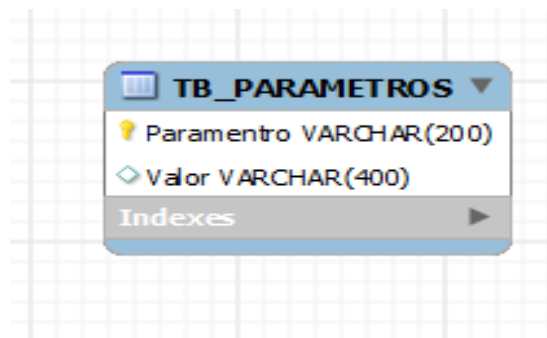 TB_PARAMETROS
Paramentro VARCHAR(200)
Valor VARCHAR(400)
Indexes